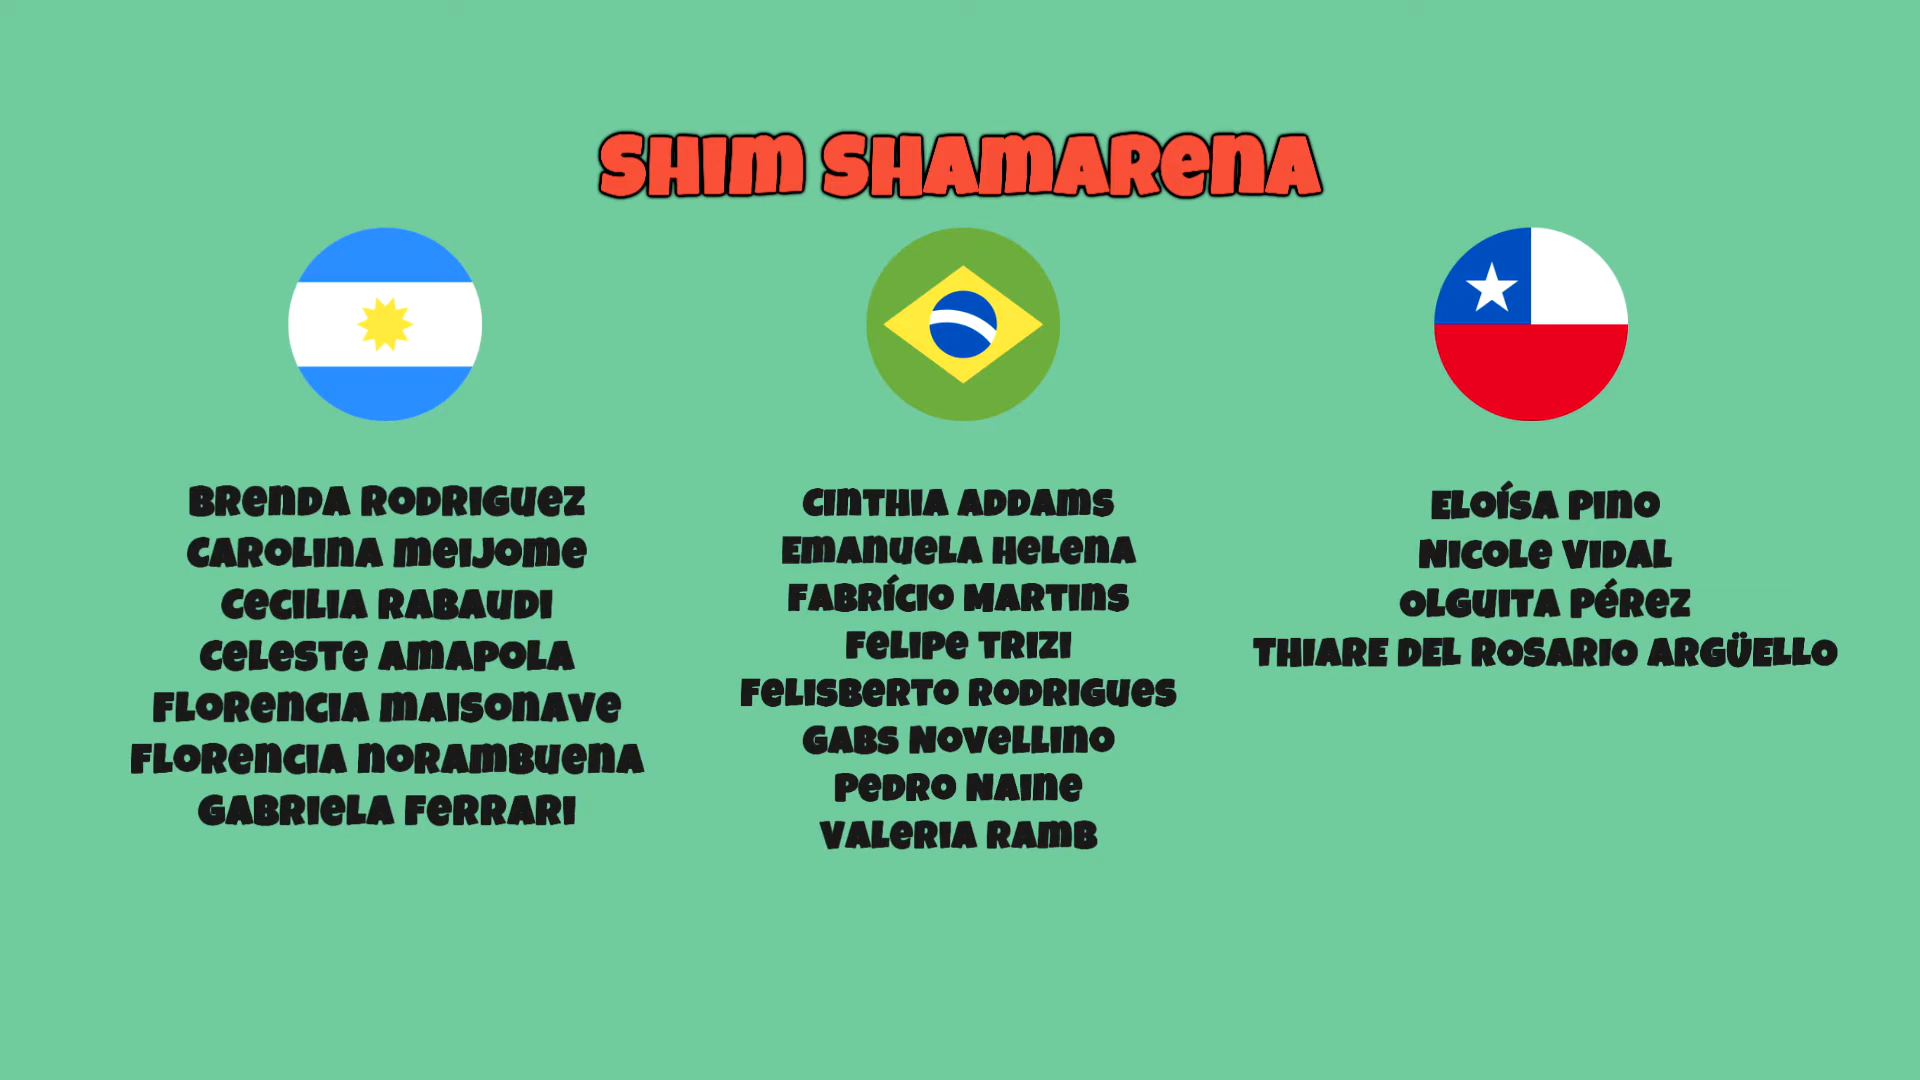 SHIM SHAMARENA
BRENDA RODRIGUEZ
CAROLINA MEIJOME
CECILIA RABAUDI
CELESTE AMAPOLA
FLORENCIA MAISONAVE
FLORENCIA NORAMBUENA
GABRIELA FERRARI
CINTHIA ADDAMS
EMANUELA HELENA
FABRÍCIO MARTINS
FELIPE TRIZI
FELISBERTO RODRIGUES
GABS NOVELLINO
PEDRO NAINE
VALERIA RAMB
ELOÍSA PINO
NICOLE VIDAL
OLGUITA PÉREZ
THIARE DEL ROSARIO ARGÜELLO